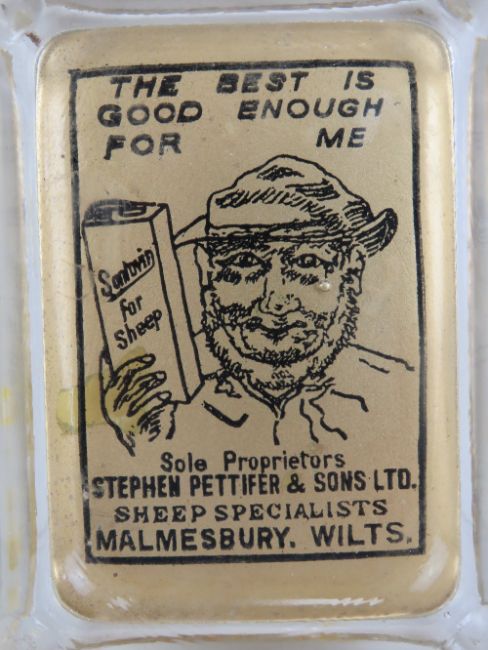 THE BEST IS
GOOD ENOUGH
FOR ME
Santovin
for
Sheep
Sole Proprietors
STEPHEN PETTIFER & SONS LTD.
SHEEP SPECIALISTS
MALMESBURY. WILTS.